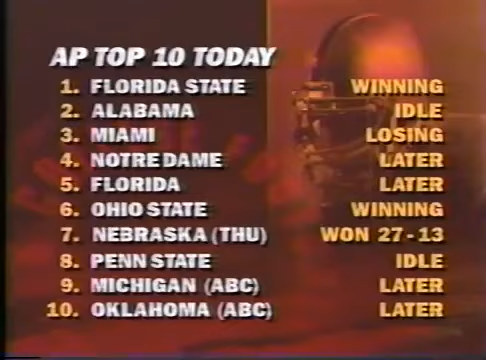 AP TOP 10 TODAY
1. FLORIDA STATE WINNING
2. ALABAMA IDLE
3. MIAMI LOSING
4. NOTRE DAME LATER
5. FLORIDA LATER
6. OHIO STATE WINNING
7. NEBRASKA (THU) WON 27-13
8. PENN STATE IDLE
9. MICHIGAN (ABC) LATER
10. OKLAHOMA (ABC) LATER